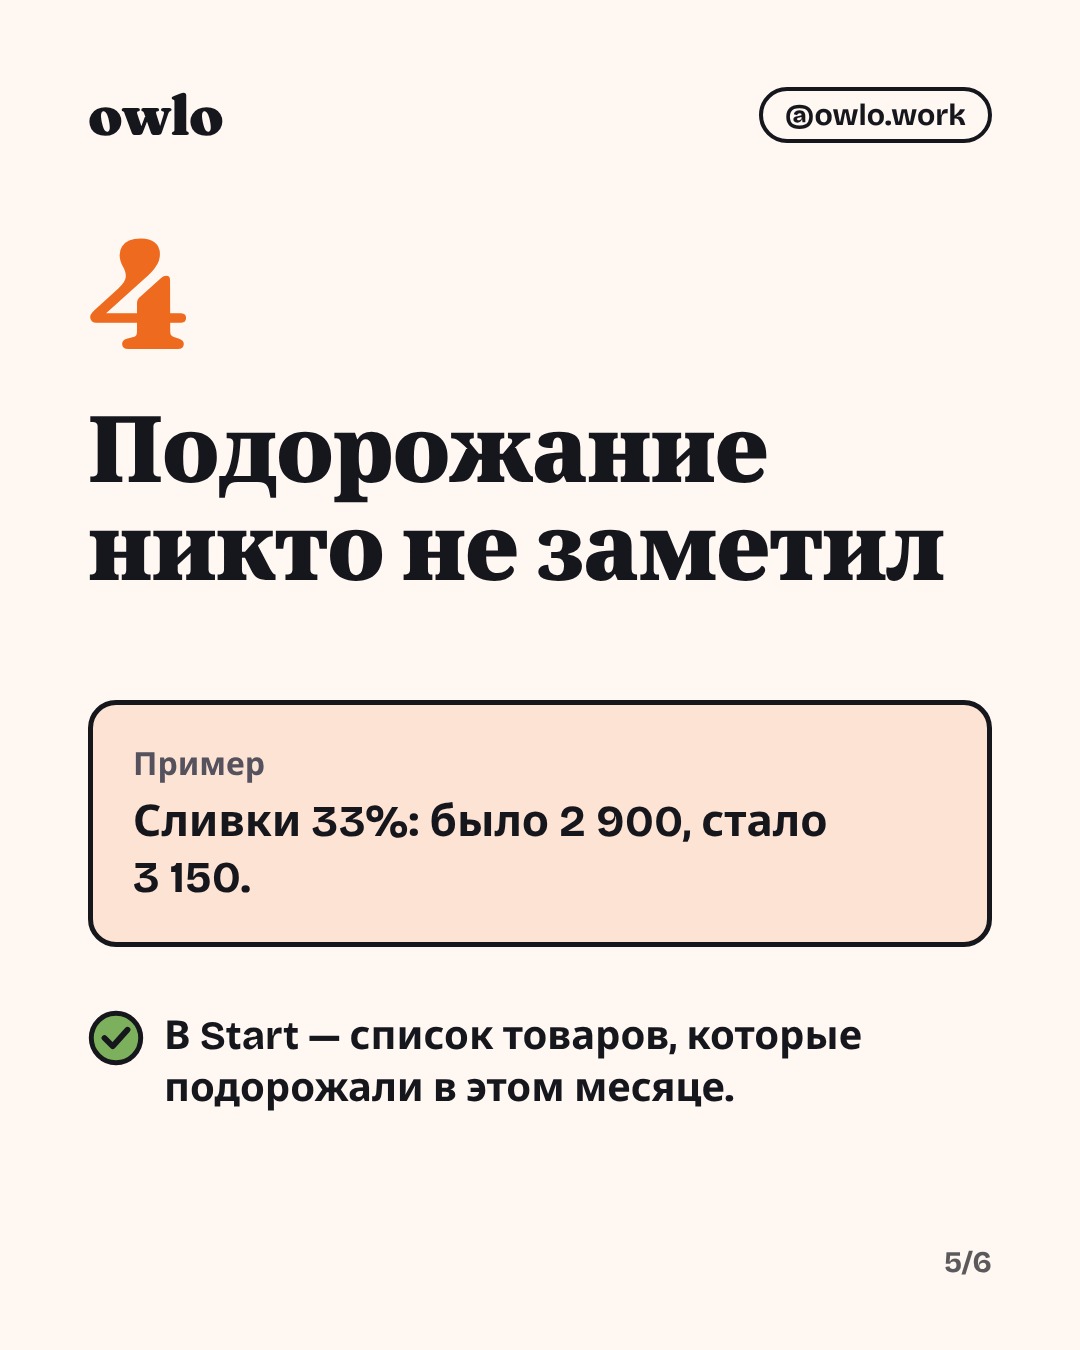 owlo
@owlo.work
4
Подорожание
никто не заметил
Пример
Сливки 33%: было 2 900, стало
3 150.
В Start — список товаров, которые
подорожали в этом месяце.
5/6